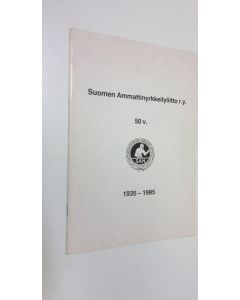 Suomen Ammattinyrkkeilyliitto r.y.
50 v.
1935 – 1985